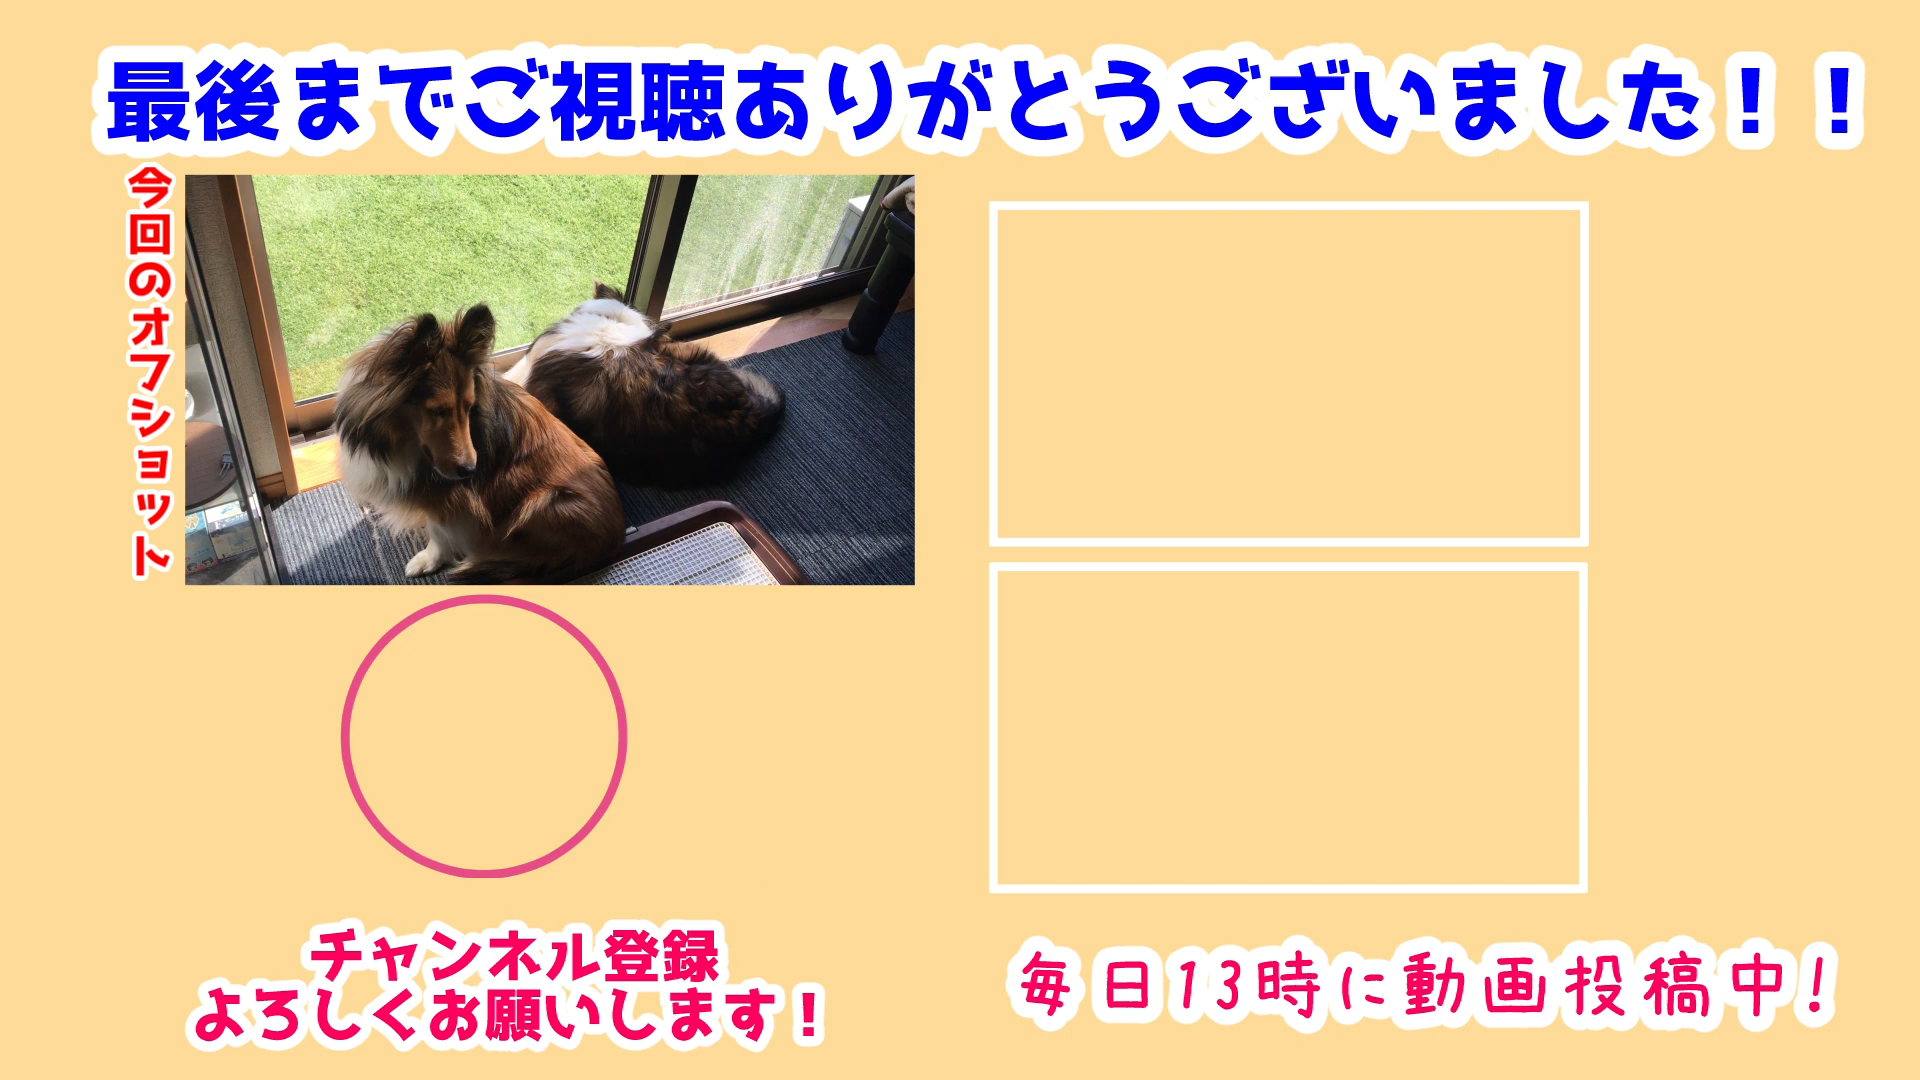 最後までご視聴ありがとうございました！！
今回のオフショット
チャンネル登録
よろしくお願いします！
毎日13時に動画投稿中！